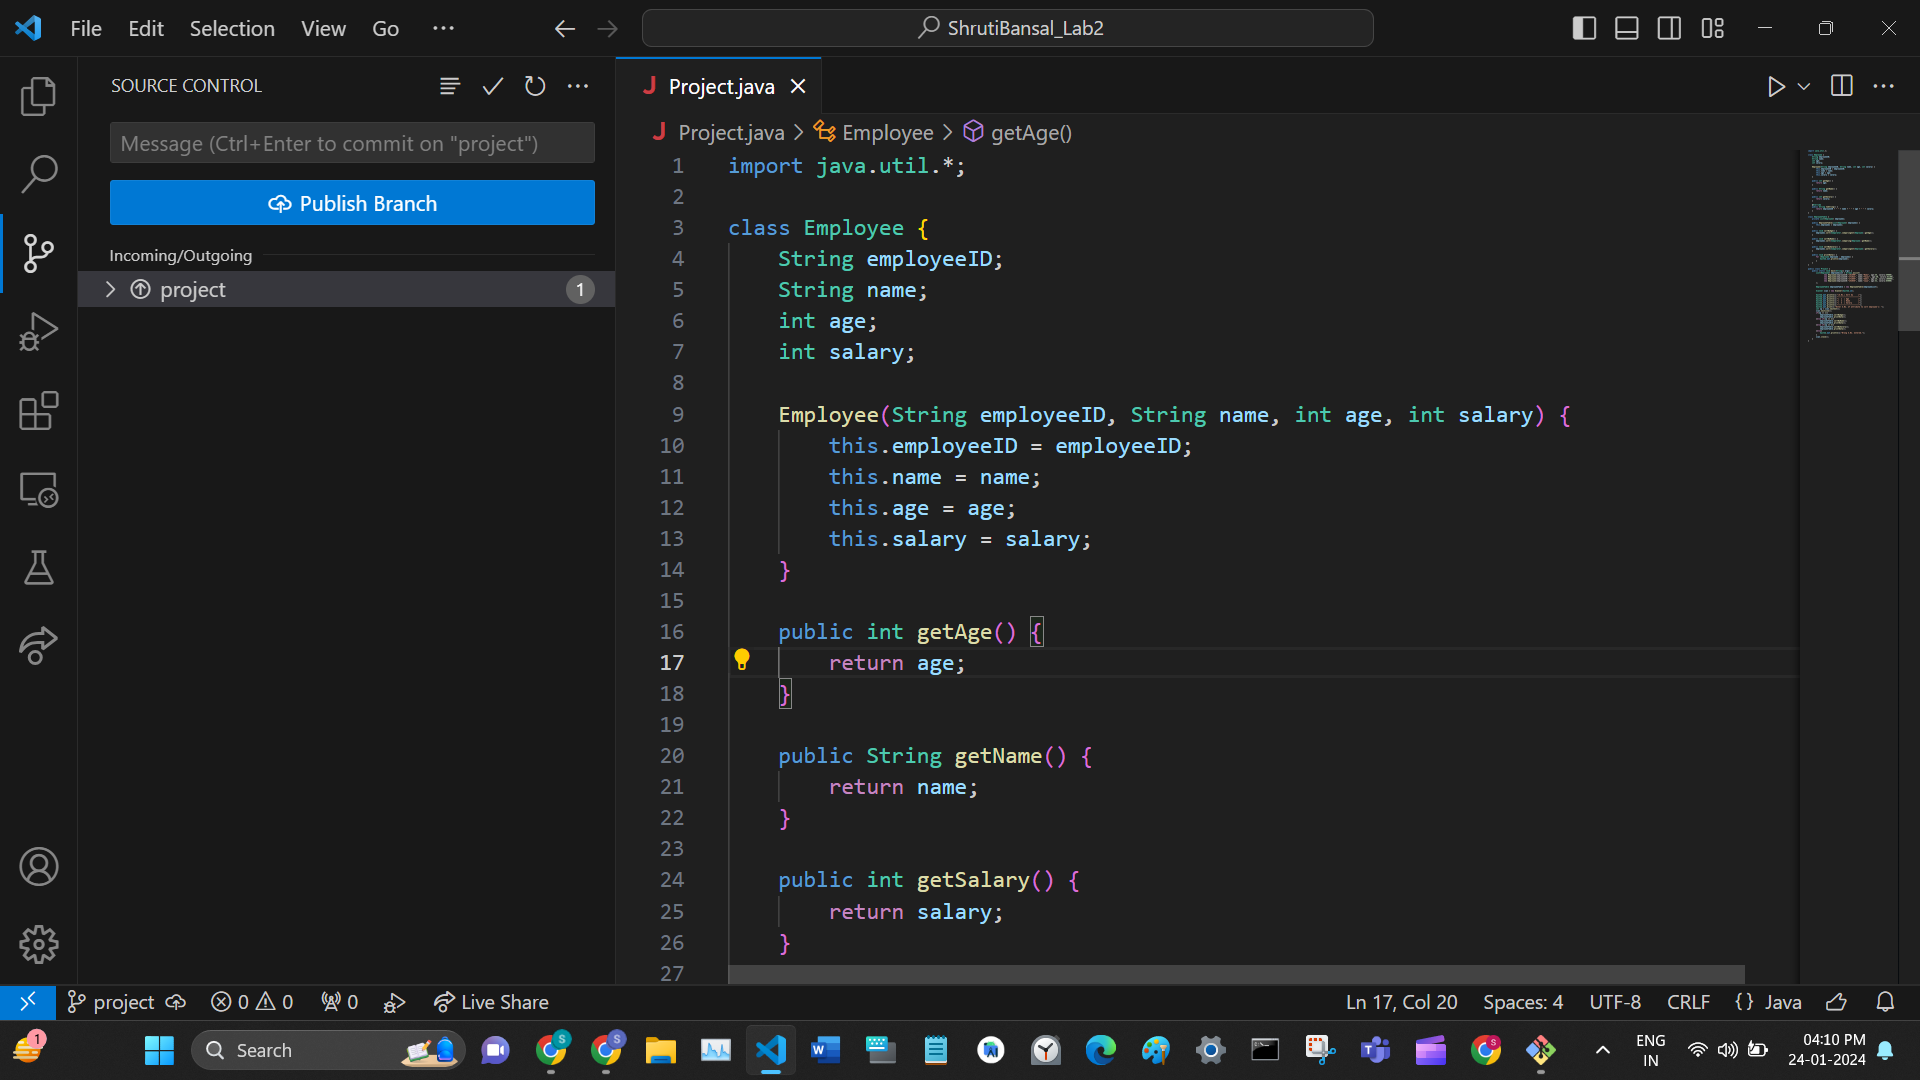 File Edit Selection View Go ···
ShrutiBansal_Lab2
SOURCE CONTROL
Message (Ctrl+Enter to commit on "project")
Publish Branch
Incoming/Outgoing
project 1
J Project.java
J Project.java > Employee > getAge()
1 import java.util.*;
2
3 class Employee {
4 String employeeID;
5 String name;
6 int age;
7 int salary;
8
9 Employee(String employeeID, String name, int age, int salary) {
10 this.employeeID = employeeID;
11 this.name = name;
12 this.age = age;
13 this.salary = salary;
14 }
15
16 public int getAge() {
17 return age;
18 }
19
20 public String getName() {
21 return name;
22 }
23
24 public int getSalary() {
25 return salary;
26 }
27
project 0 0 0 Live Share Ln 17, Col 20 Spaces: 4 UTF-8 CRLF {} Java
1 Search
ENG
IN
04:10 PM
24-01-2024